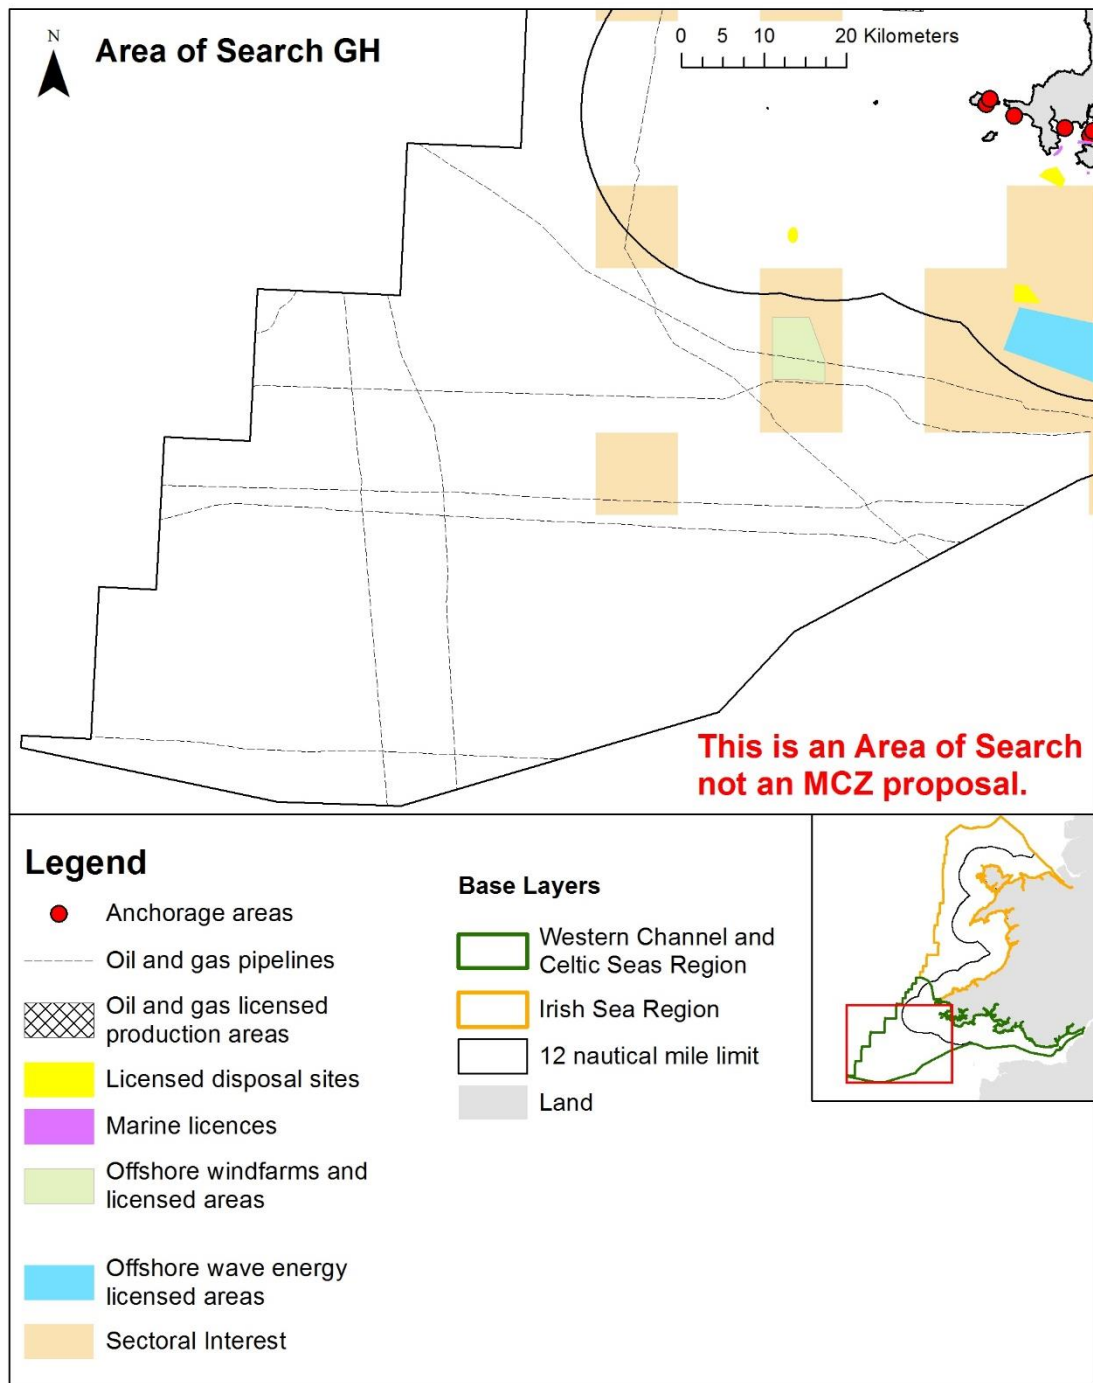 N
Area of Search GH
0 5 10 20 Kilometers
This is an Area of Search
not an MCZ proposal.
Legend
Anchorage areas
Oil and gas pipelines
Oil and gas licensed
production areas
Licensed disposal sites
Marine licences
Offshore windfarms and
licensed areas
Offshore wave energy
licensed areas
Sectoral Interest
Base Layers
Western Channel and
Celtic Seas Region
Irish Sea Region
12 nautical mile limit
Land